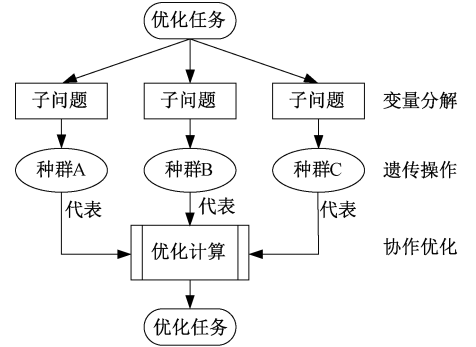 优化任务
子问题
子问题
子问题
变量分解
种群A
种群B
种群C
遗传操作
代表
代表
代表
优化计算
协作优化
优化任务